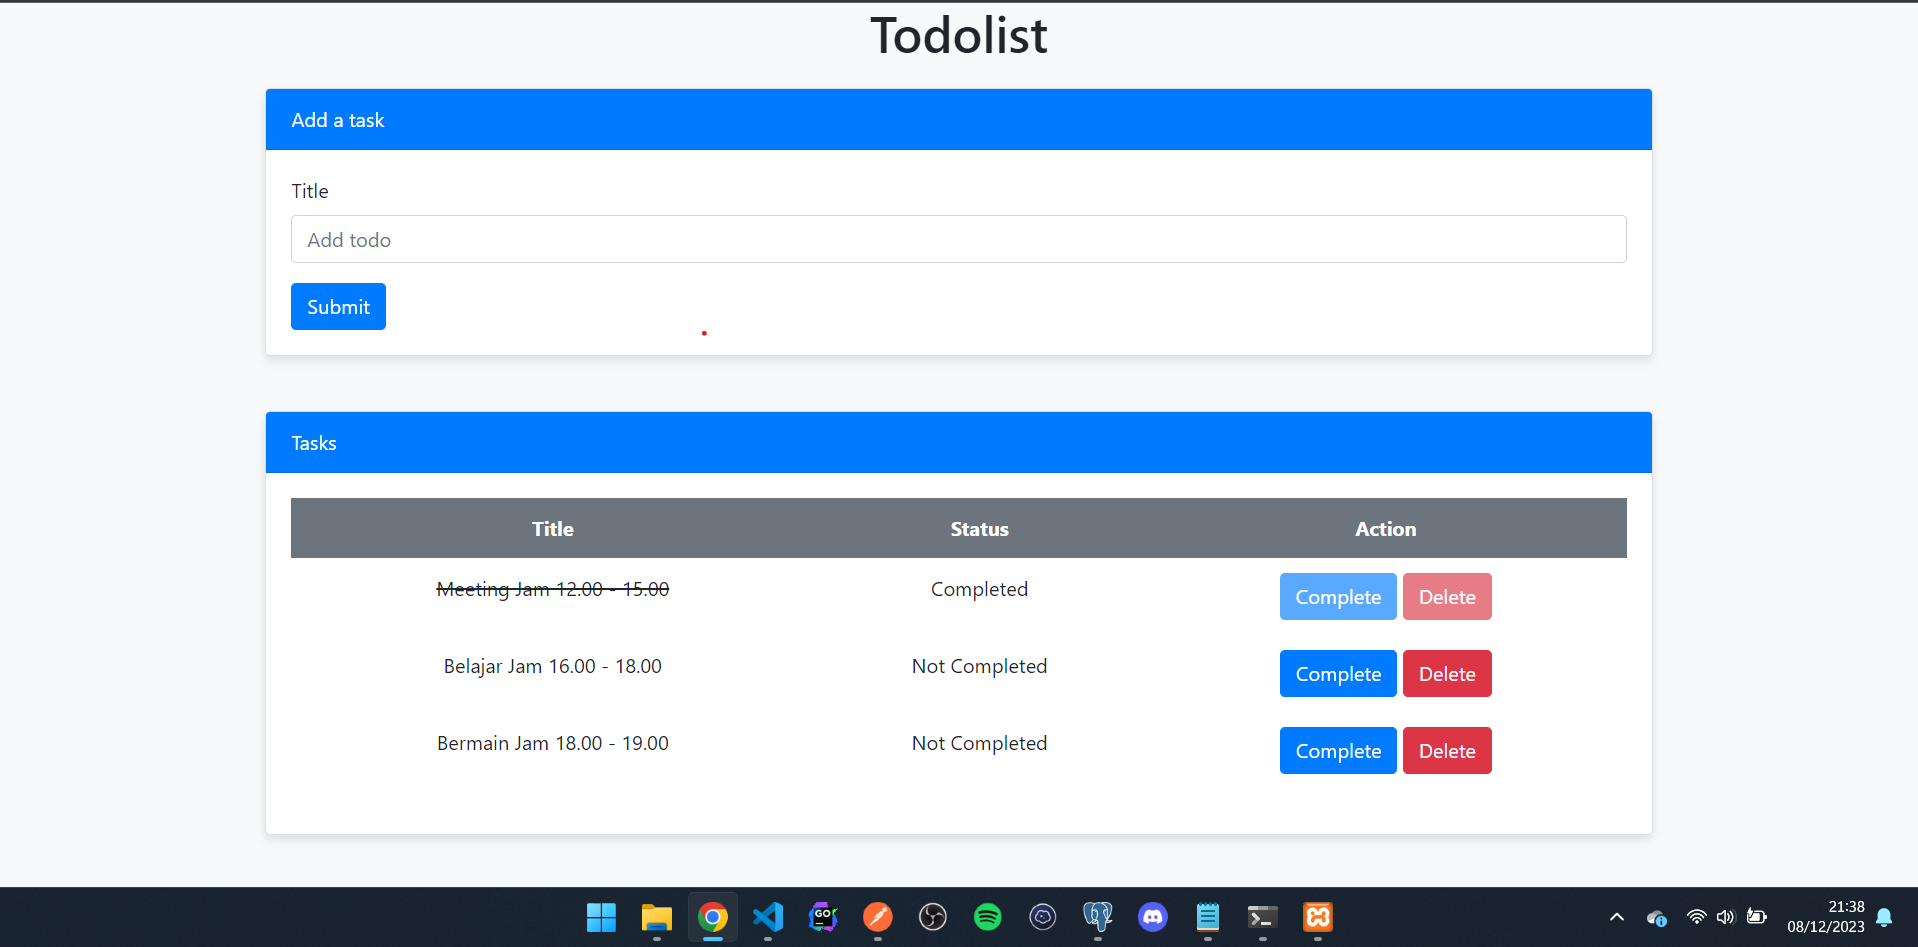 Todolist
Add a task
Title
Add todo
Submit
Tasks
Title Status Action
Meeting Jam 12.00 - 15.00 Completed Complete Delete
Belajar Jam 16.00 - 18.00 Not Completed Complete Delete
Bermain Jam 18.00 - 19.00 Not Completed Complete Delete
GO
21:38
08/12/2023